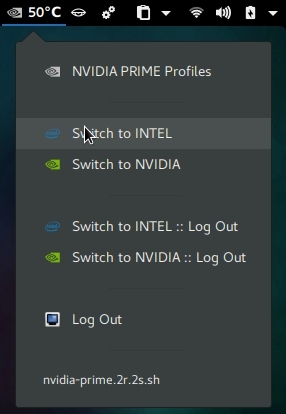 50°C
NVIDIA PRIME Profiles
Switch to INTEL
Switch to NVIDIA
Switch to INTEL :: Log Out
Switch to NVIDIA :: Log Out
Log Out
nvidia-prime.2r.2s.sh